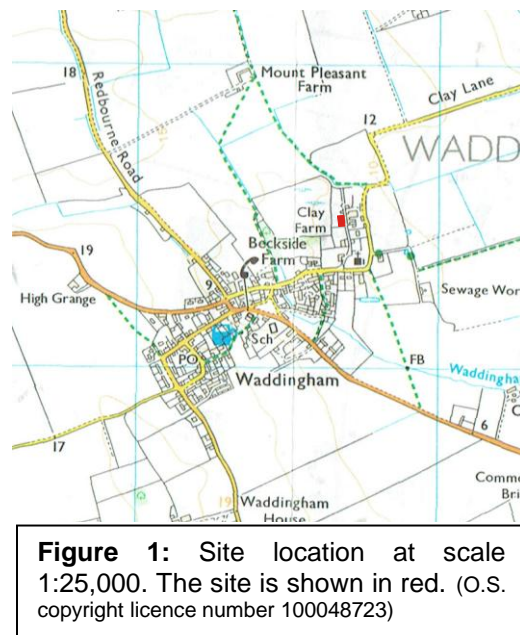 Mount Pleasant
Farm
18
Redbourne Road
Clay Lane
12
WADD
10
Clay
Farm
Beckside
Farm
19
9
High Grange
Sewage Wor
Sch
PO
FB
Waddingham
Waddingha
6
17
Comme
Bri
Waddingham
House
Figure 1: Site location at scale
1:25,000. The site is shown in red. (O.S.
copyright licence number 100048723)